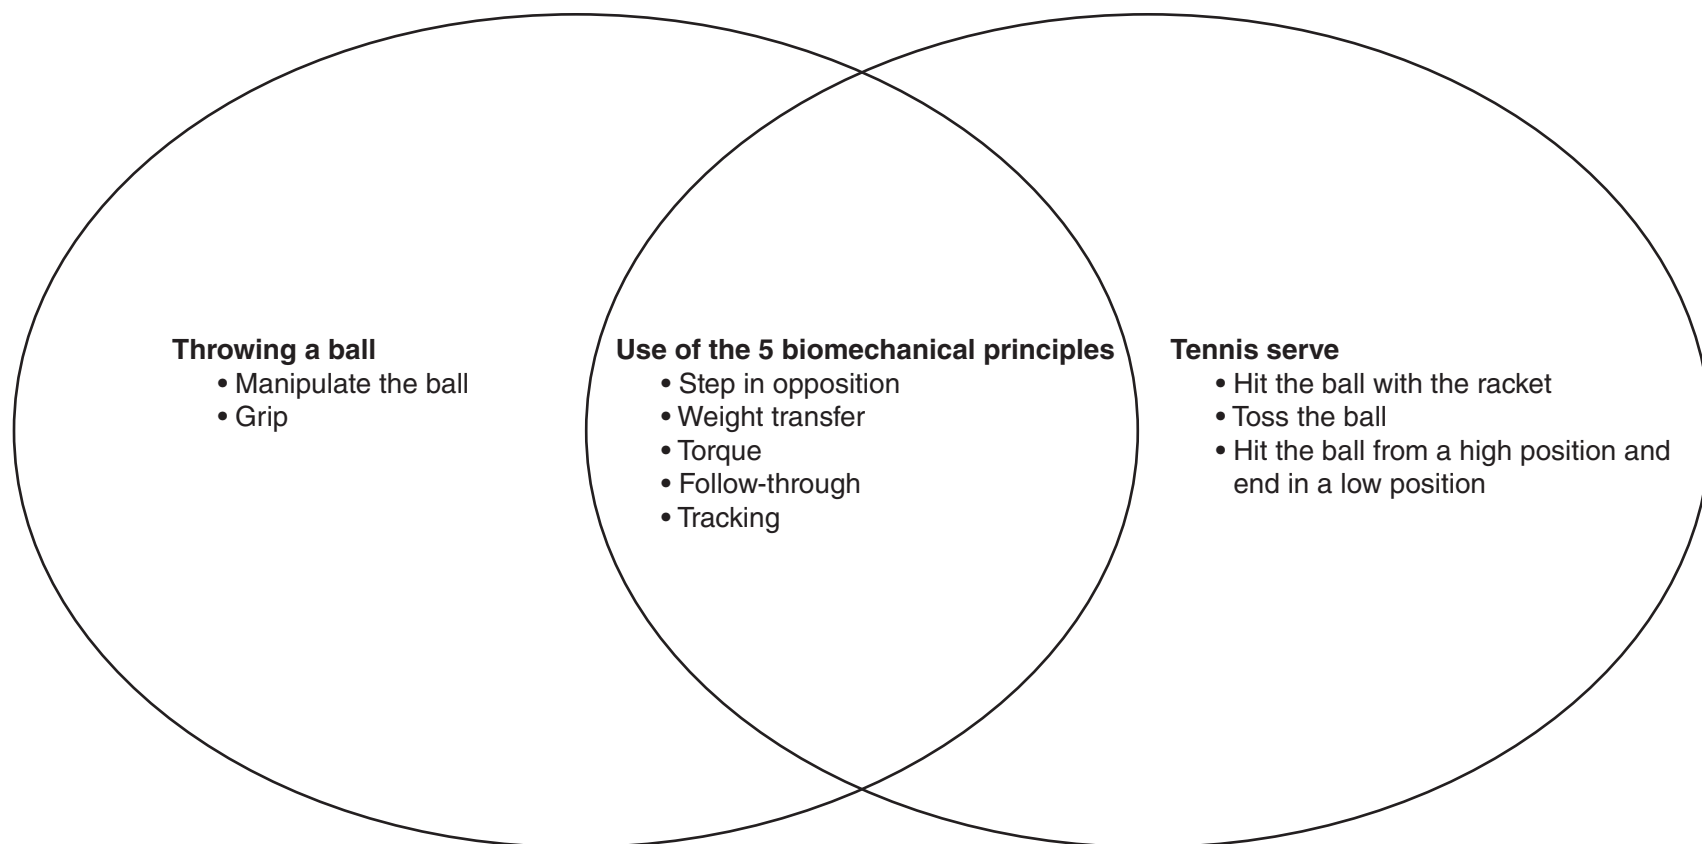 Throwing a ball
• Manipulate the ball
• Grip
Use of the 5 biomechanical principles
• Step in opposition
• Weight transfer
• Torque
• Follow-through
• Tracking
Tennis serve
• Hit the ball with the racket
• Toss the ball
• Hit the ball from a high position and
end in a low position